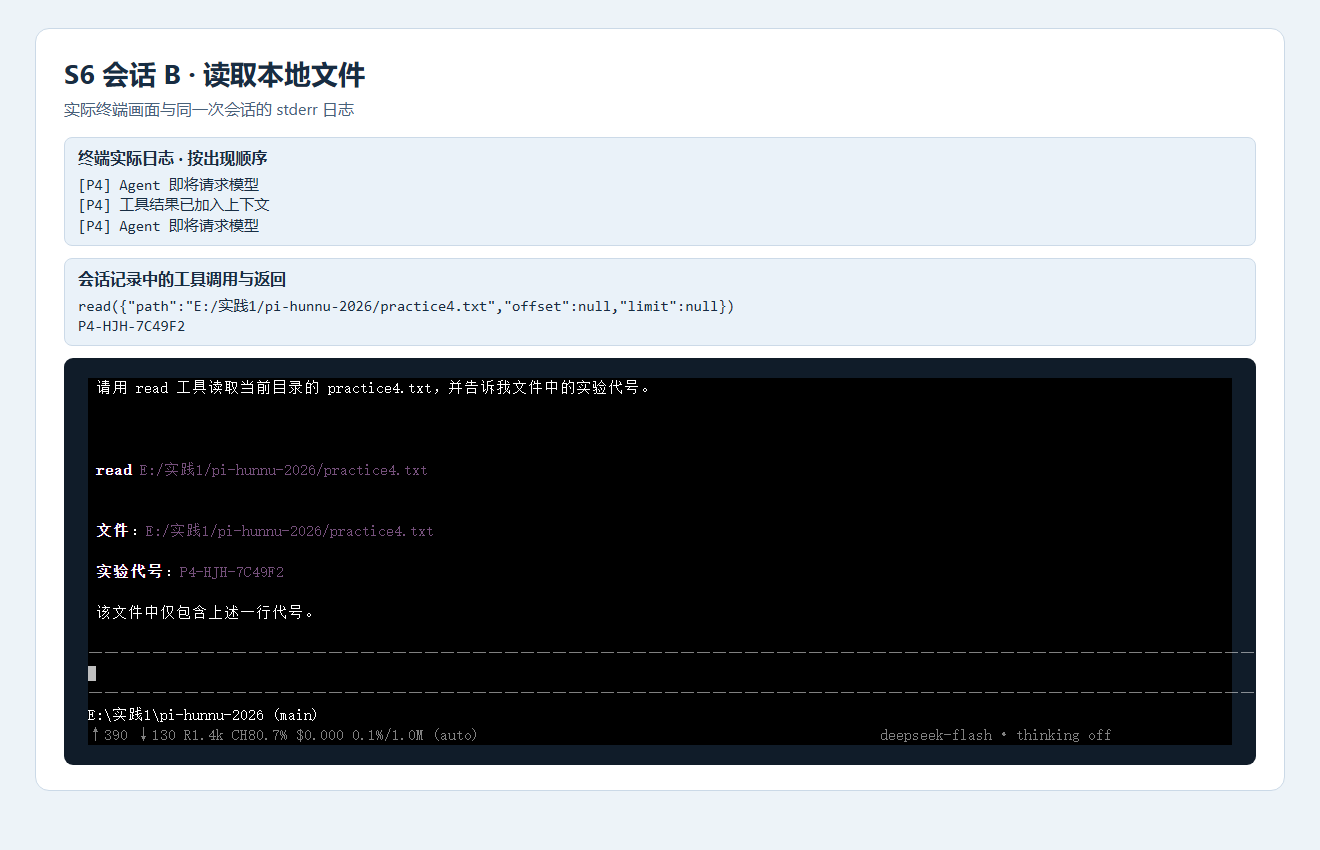 S6 会话 B · 读取本地文件
实际终端画面与同一次会话的 stderr 日志
终端实际日志 · 按出现顺序
[P4] Agent 即将请求模型
[P4] 工具结果已加入上下文
[P4] Agent 即将请求模型
会话记录中的工具调用与返回
read({"path":"E:/实践1/pi-hunnu-2026/practice4.txt","offset":null,"limit":null})
P4-HJH-7C49F2
请用 read 工具读取当前目录的 practice4.txt，并告诉我文件中的实验代号。
read E:/实践1/pi-hunnu-2026/practice4.txt
文件：E:/实践1/pi-hunnu-2026/practice4.txt
实验代号：P4-HJH-7C49F2
该文件中仅包含上述一行代号。
E:\实践1\pi-hunnu-2026 (main)
↑390 ↓130 R1.4k CH80.7% $0.000 0.1%/1.0M (auto) deepseek-flash • thinking off